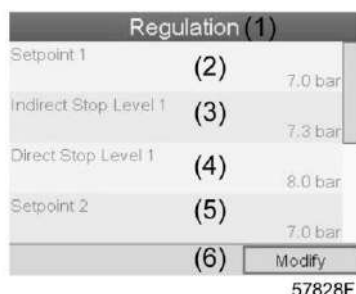 Regulation (1)
Setpoint 1
(2)
7.0 bar
Indirect Stop Level 1
(3)
7.3 bar
Direct Stop Level 1
(4)
8.0 bar
Setpoint 2
(5)
7.0 bar
(6) Modify
57828F